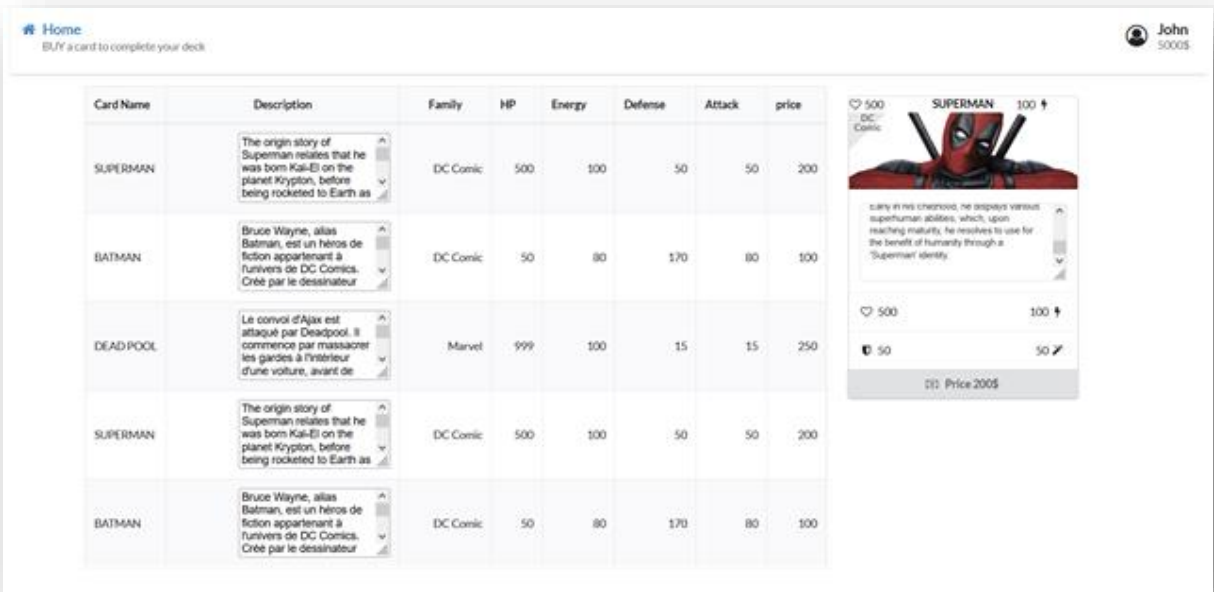 Home
BUY a card to complete your deck
John
5000$
Card Name Description Family HP Energy Defense Attack price
SUPERMAN
The origin story of
Superman relates that he
was born Kal-El on the
planet Krypton, before
being rocketed to Earth as
DC Comic 500 100 50 50 200
BATMAN
Bruce Wayne, alias
Batman, est un héros de
fiction appartenant à
l'univers de DC Comics.
Créé par le dessinateur
DC Comic 50 80 170 80 100
DEAD POOL
Le convoi d'Ajax est
attaqué par Deadpool. Il
commence par massacrer
les gardes à l'intérieur
d'une voiture, avant de
Marvel 999 100 15 15 250
SUPERMAN
The origin story of
Superman relates that he
was born Kal-El on the
planet Krypton, before
being rocketed to Earth as
DC Comic 500 100 50 50 200
BATMAN
Bruce Wayne, alias
Batman, est un héros de
fiction appartenant à
l'univers de DC Comics.
Créé par le dessinateur
DC Comic 50 80 170 80 100
500 SUPERMAN 100
DC
Comic
Early in his childhood, he displays various
superhuman abilities, which, upon
reaching maturity, he resolves to use for
the benefit of humanity through a
'Superman' identity.
500 100
50 50
Price 200$